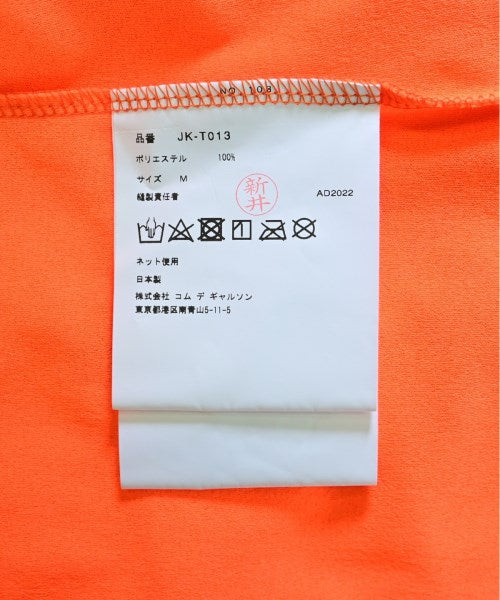 NO 108
品番 JK-T013
ポリエステル 100%
サイズ M
縫製責任者 新井 AD2022
ネット使用
日本製
株式会社 コム デ ギャルソン
東京都港区南青山5-11-5